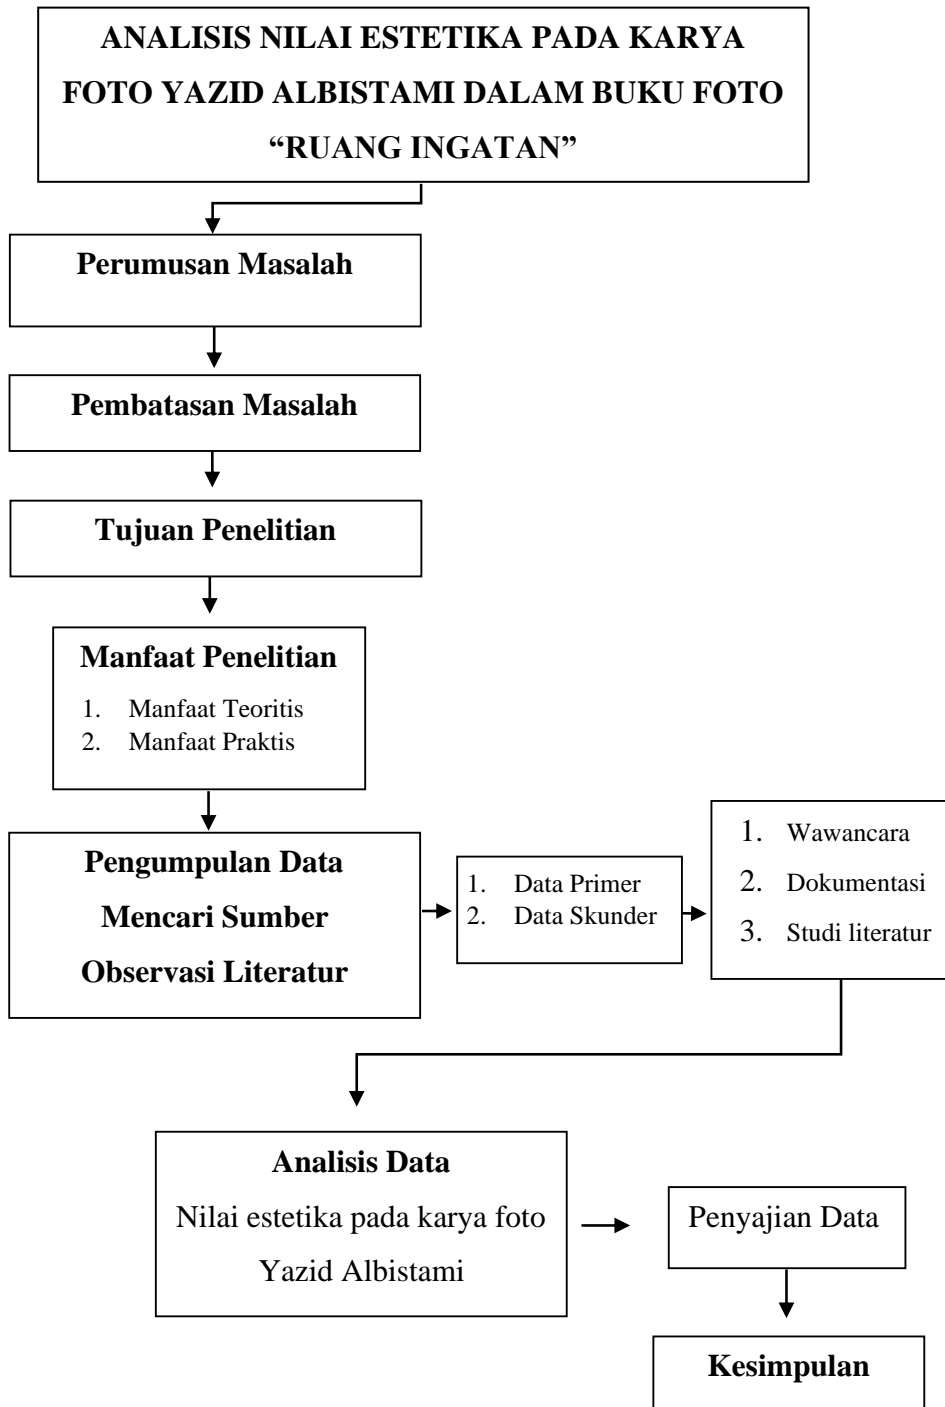 ANALISIS NILAI ESTETIKA PADA KARYA
FOTO YAZID ALBISTAMI DALAM BUKU FOTO
“RUANG INGATAN”
Perumusan Masalah
Pembatasan Masalah
Tujuan Penelitian
Manfaat Penelitian
1. Manfaat Teoritis
2. Manfaat Praktis
Pengumpulan Data
Mencari Sumber
Observasi Literatur
1. Data Primer
2. Data Skunder
1. Wawancara
2. Dokumentasi
3. Studi literatur
Analisis Data
Nilai estetika pada karya foto
Yazid Albistami
Penyajian Data
Kesimpulan